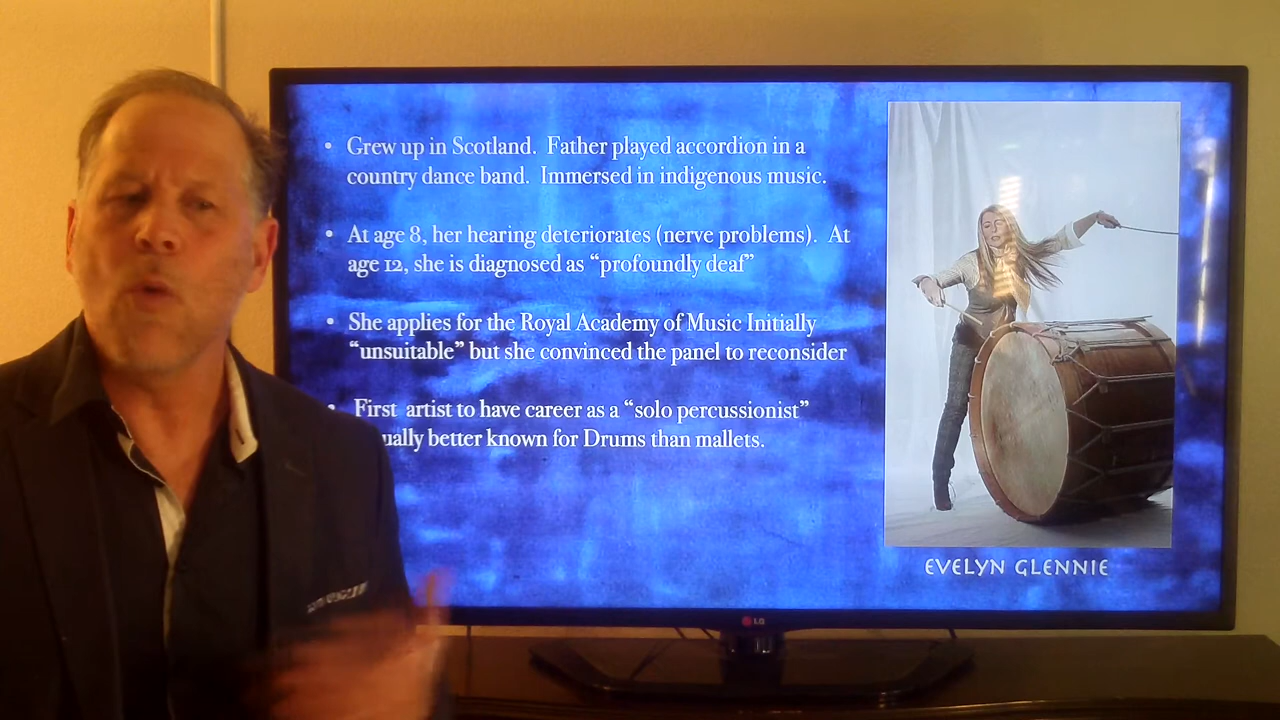 • Grew up in Scotland. Father played accordion in a
country dance band. Immersed in indigenous music.
• At age 8, her hearing deteriorates (nerve problems). At
age 12, she is diagnosed as “profoundly deaf”
• She applies for the Royal Academy of Music Initially
“unsuitable” but she convinced the panel to reconsider
• First artist to have career as a “solo percussionist”
better known for Drums than mallets.
EVELYN GLENNIE
LG